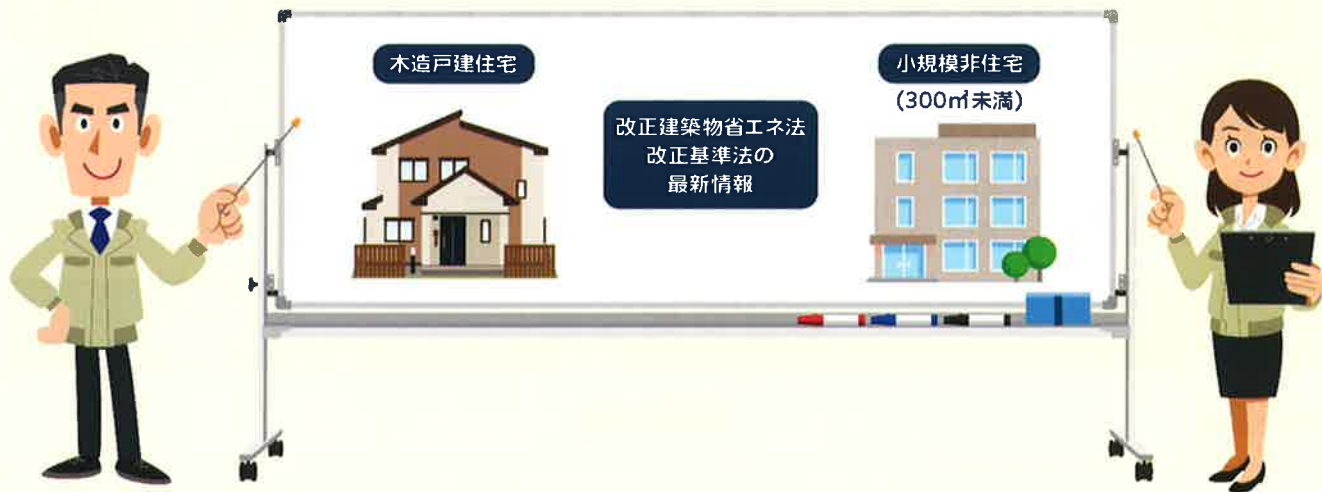 木造戸建住宅
改正建築物省エネ法
改正基準法の
最新情報
小規模非住宅
(300㎡未満)